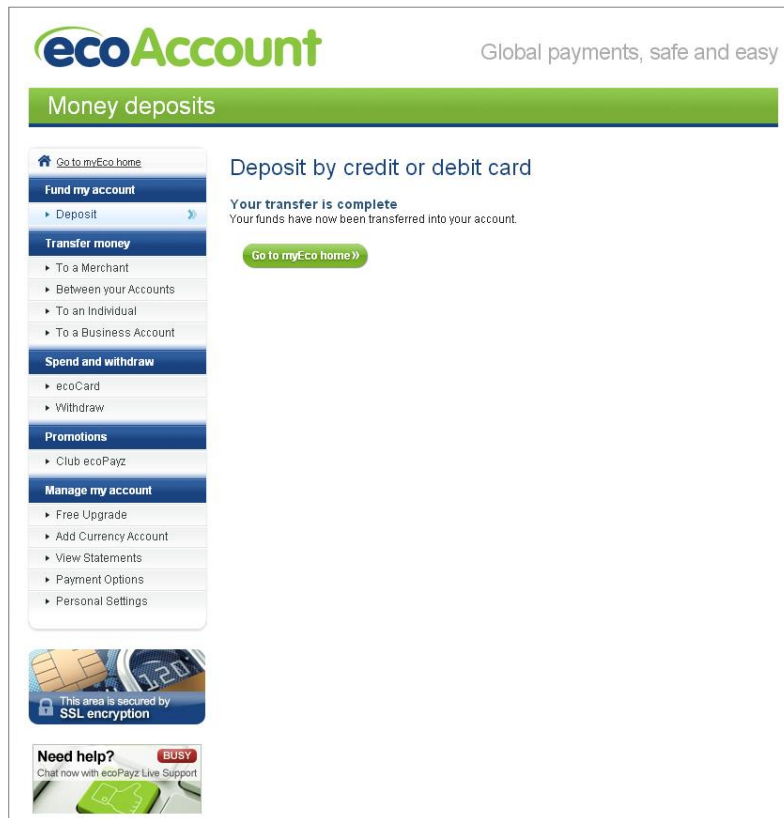 ecoAccount
Global payments, safe and easy
Money deposits
Go to myEco home
Fund my account
Deposit
Transfer money
To a Merchant
Between your Accounts
To an Individual
To a Business Account
Spend and withdraw
ecoCard
Withdraw
Promotions
Club ecoPayz
Manage my account
Free Upgrade
Add Currency Account
View Statements
Payment Options
Personal Settings
1.20
This area is secured by
SSL encryption
Need help? BUSY
Chat now with ecoPayz Live Support
Deposit by credit or debit card
Your transfer is complete
Your funds have now been transferred into your account.
Go to myEco home »